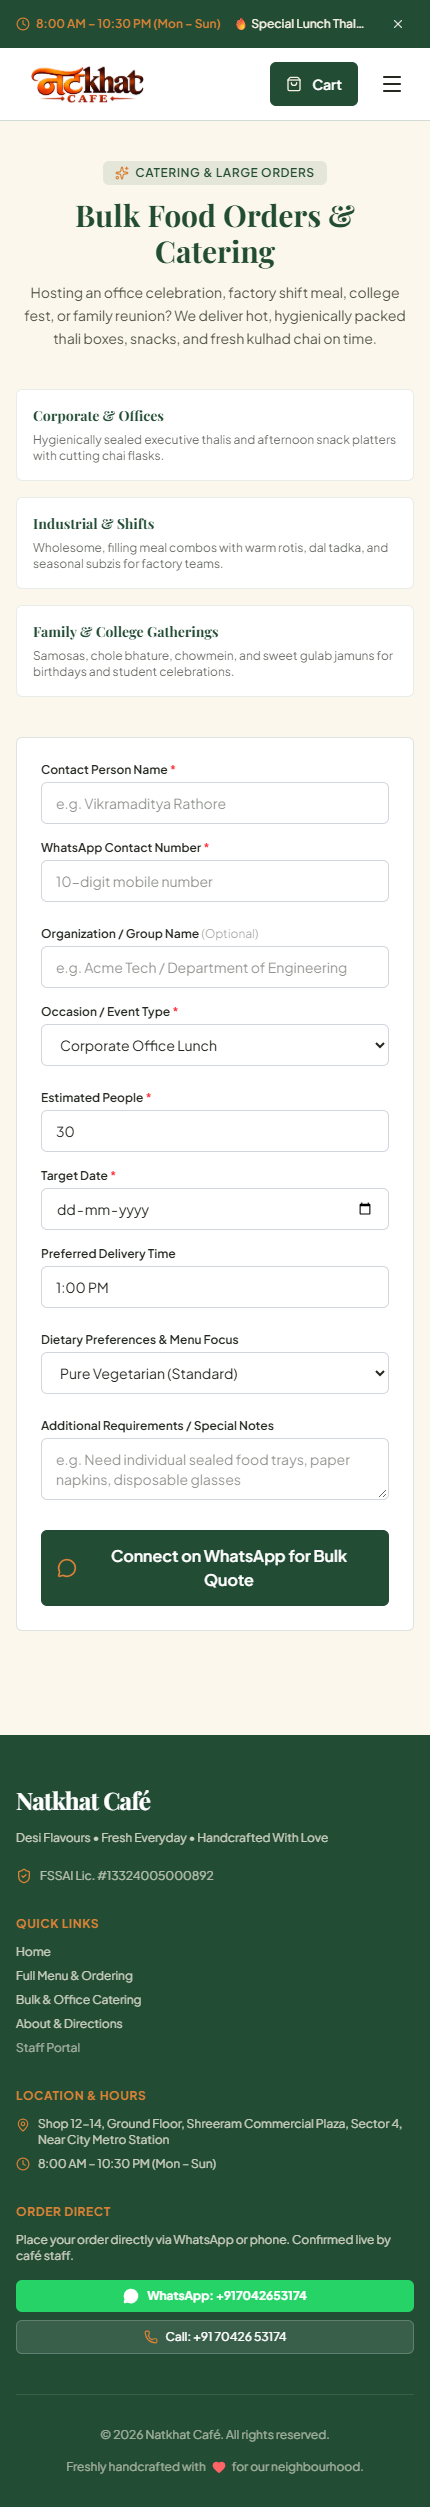 8:00 AM – 10:30 PM (Mon – Sun) 🔥 Special Lunch Thal...
नटkhat
CAFE
Cart
CATERING & LARGE ORDERS
Bulk Food Orders &
Catering
Hosting an office celebration, factory shift meal, college
fest, or family reunion? We deliver hot, hygienically packed
thali boxes, snacks, and fresh kulhad chai on time.
Corporate & Offices
Hygienically sealed executive thalis and afternoon snack platters
with cutting chai flasks.
Industrial & Shifts
Wholesome, filling meal combos with warm rotis, dal tadka, and
seasonal subzis for factory teams.
Family & College Gatherings
Samosas, chole bhature, chowmein, and sweet gulab jamuns for
birthdays and student celebrations.
Contact Person Name *
e.g. Vikramaditya Rathore
WhatsApp Contact Number *
10-digit mobile number
Organization / Group Name (Optional)
e.g. Acme Tech / Department of Engineering
Occasion / Event Type *
Corporate Office Lunch
Estimated People *
30
Target Date *
dd-mm-yyyy
Preferred Delivery Time
1:00 PM
Dietary Preferences & Menu Focus
Pure Vegetarian (Standard)
Additional Requirements / Special Notes
e.g. Need individual sealed food trays, paper
napkins, disposable glasses
Connect on WhatsApp for Bulk
Quote
Natkhat Café
Desi Flavours • Fresh Everyday • Handcrafted With Love
FSSAI Lic. #13324005000892
QUICK LINKS
Home
Full Menu & Ordering
Bulk & Office Catering
About & Directions
Staff Portal
LOCATION & HOURS
Shop 12-14, Ground Floor, Shreeram Commercial Plaza, Sector 4,
Near City Metro Station
8:00 AM – 10:30 PM (Mon – Sun)
ORDER DIRECT
Place your order directly via WhatsApp or phone. Confirmed live by
café staff.
WhatsApp: +917042653174
Call: +91 70426 53174
© 2026 Natkhat Café. All rights reserved.
Freshly handcrafted with ❤️ for our neighbourhood.